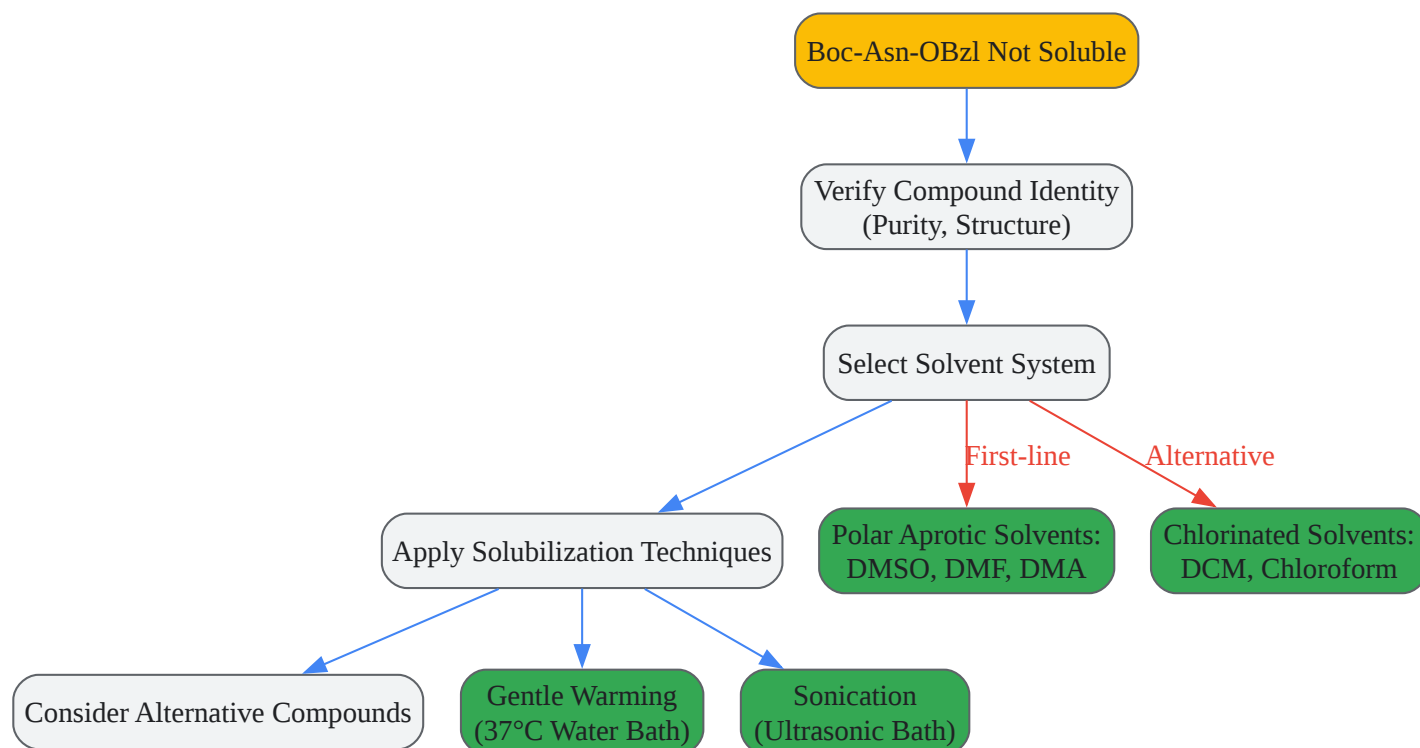 Boc-Asn-OBzl Not Soluble
Verify Compound Identity
(Purity, Structure)
Select Solvent System
First-line
Alternative
Apply Solubilization Techniques
Polar Aprotic Solvents:
DMSO, DMF, DMA
Chlorinated Solvents:
DCM, Chloroform
Consider Alternative Compounds
Gentle Warming
(37°C Water Bath)
Sonication
(Ultrasonic Bath)